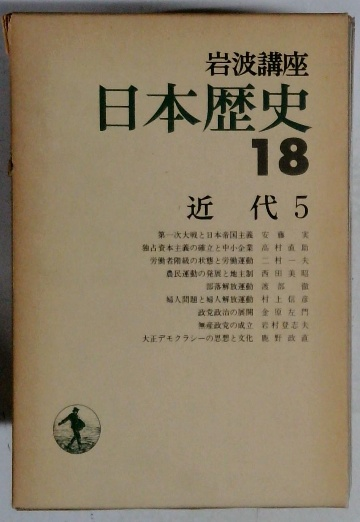 岩波講座
日本歴史
18
近代 5
第一次大戦と日本帝国主義 安藤実
独占資本主義の確立と中小企業 高村直助
労働者階級の状態と労働運動 二村一夫
農民運動の発展と地主制 西田美昭
部落解放運動 渡部徹
婦人問題と婦人解放運動 村上信彦
政党政治の展開 金原左門
無産政党の成立 岩村登志夫
大正デモクラシーの思想と文化 鹿野政直